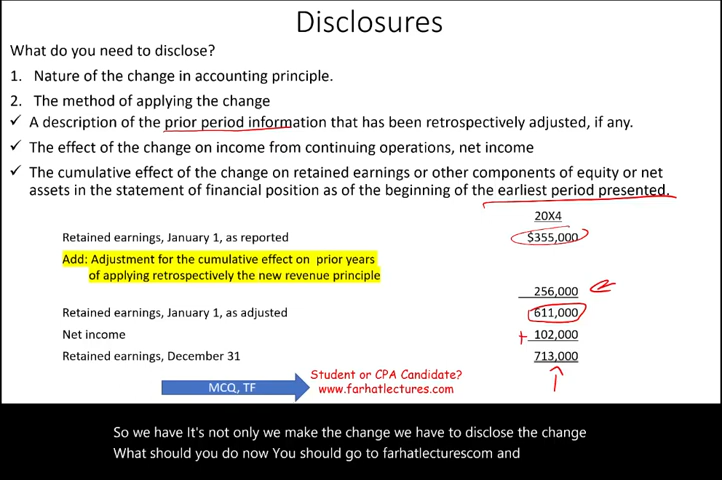 Disclosures
What do you need to disclose?
1. Nature of the change in accounting principle.
2. The method of applying the change
✓ A description of the prior period information that has been retrospectively adjusted, if any.
✓ The effect of the change on income from continuing operations, net income
✓ The cumulative effect of the change on retained earnings or other components of equity or net
assets in the statement of financial position as of the beginning of the earliest period presented.
20X4
Retained earnings, January 1, as reported $355,000
Add: Adjustment for the cumulative effect on prior years
of applying retrospectively the new revenue principle
256,000
Retained earnings, January 1, as adjusted 611,000
Net income + 102,000
Retained earnings, December 31 713,000
MCQ, TF
Student or CPA Candidate?
www.farhatlectures.com
So we have It's not only we make the change we have to disclose the change
What should you do now You should go to farhatlecturescom and